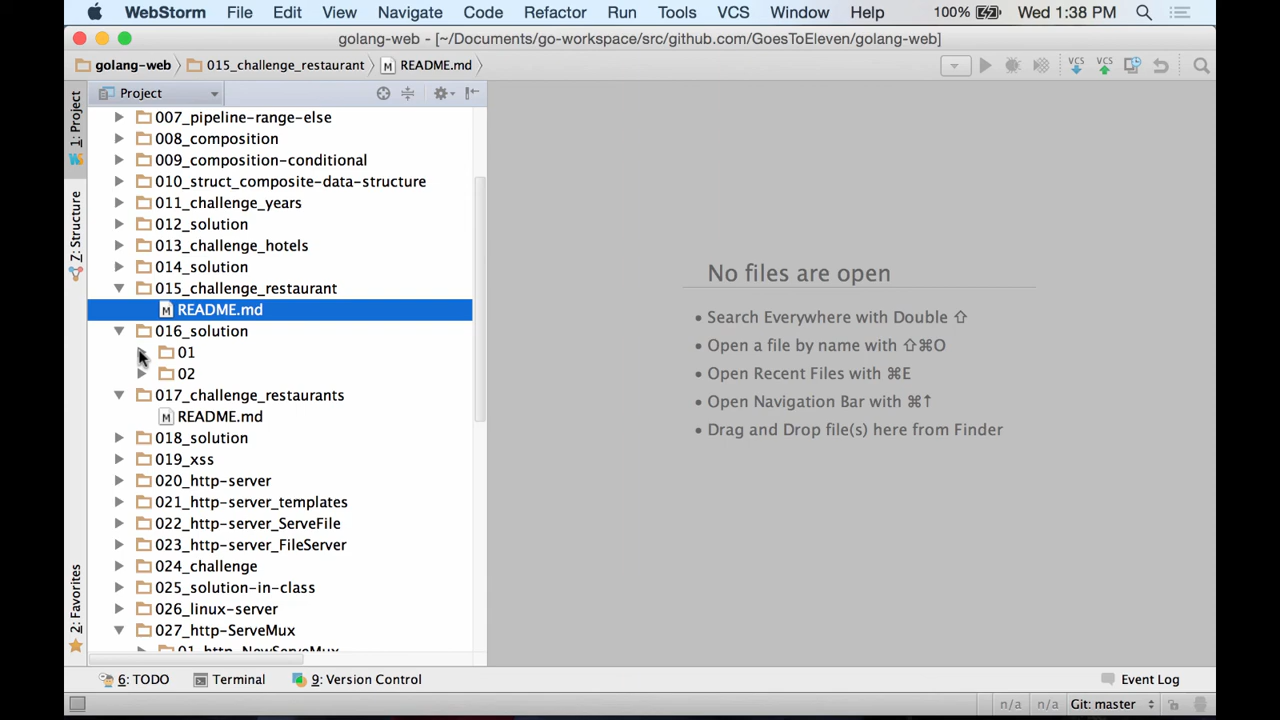 WebStorm File Edit View Navigate Code Refactor Run Tools VCS Window Help 100% Wed 1:38 PM
golang-web - [~/Documents/go-workspace/src/github.com/GoesToEleven/golang-web]
golang-web 015_challenge_restaurant README.md VCS VCS
1: Project
Project
007_pipeline-range-else
008_composition
009_composition-conditional
010_struct_composite-data-structure
011_challenge_years
012_solution
013_challenge_hotels
014_solution
015_challenge_restaurant
README.md
016_solution
01
02
017_challenge_restaurants
README.md
018_solution
019_xss
020_http-server
021_http-server_templates
022_http-server_ServeFile
023_http-server_FileServer
024_challenge
025_solution-in-class
026_linux-server
027_http-ServeMux
01_http_NewServeMux
7: Structure
2: Favorites
No files are open
• Search Everywhere with Double ⇧
• Open a file by name with ⇧⌘O
• Open Recent Files with ⌘E
• Open Navigation Bar with ⌘↑
• Drag and Drop file(s) here from Finder
6: TODO Terminal 9: Version Control Event Log
n/a n/a Git: master